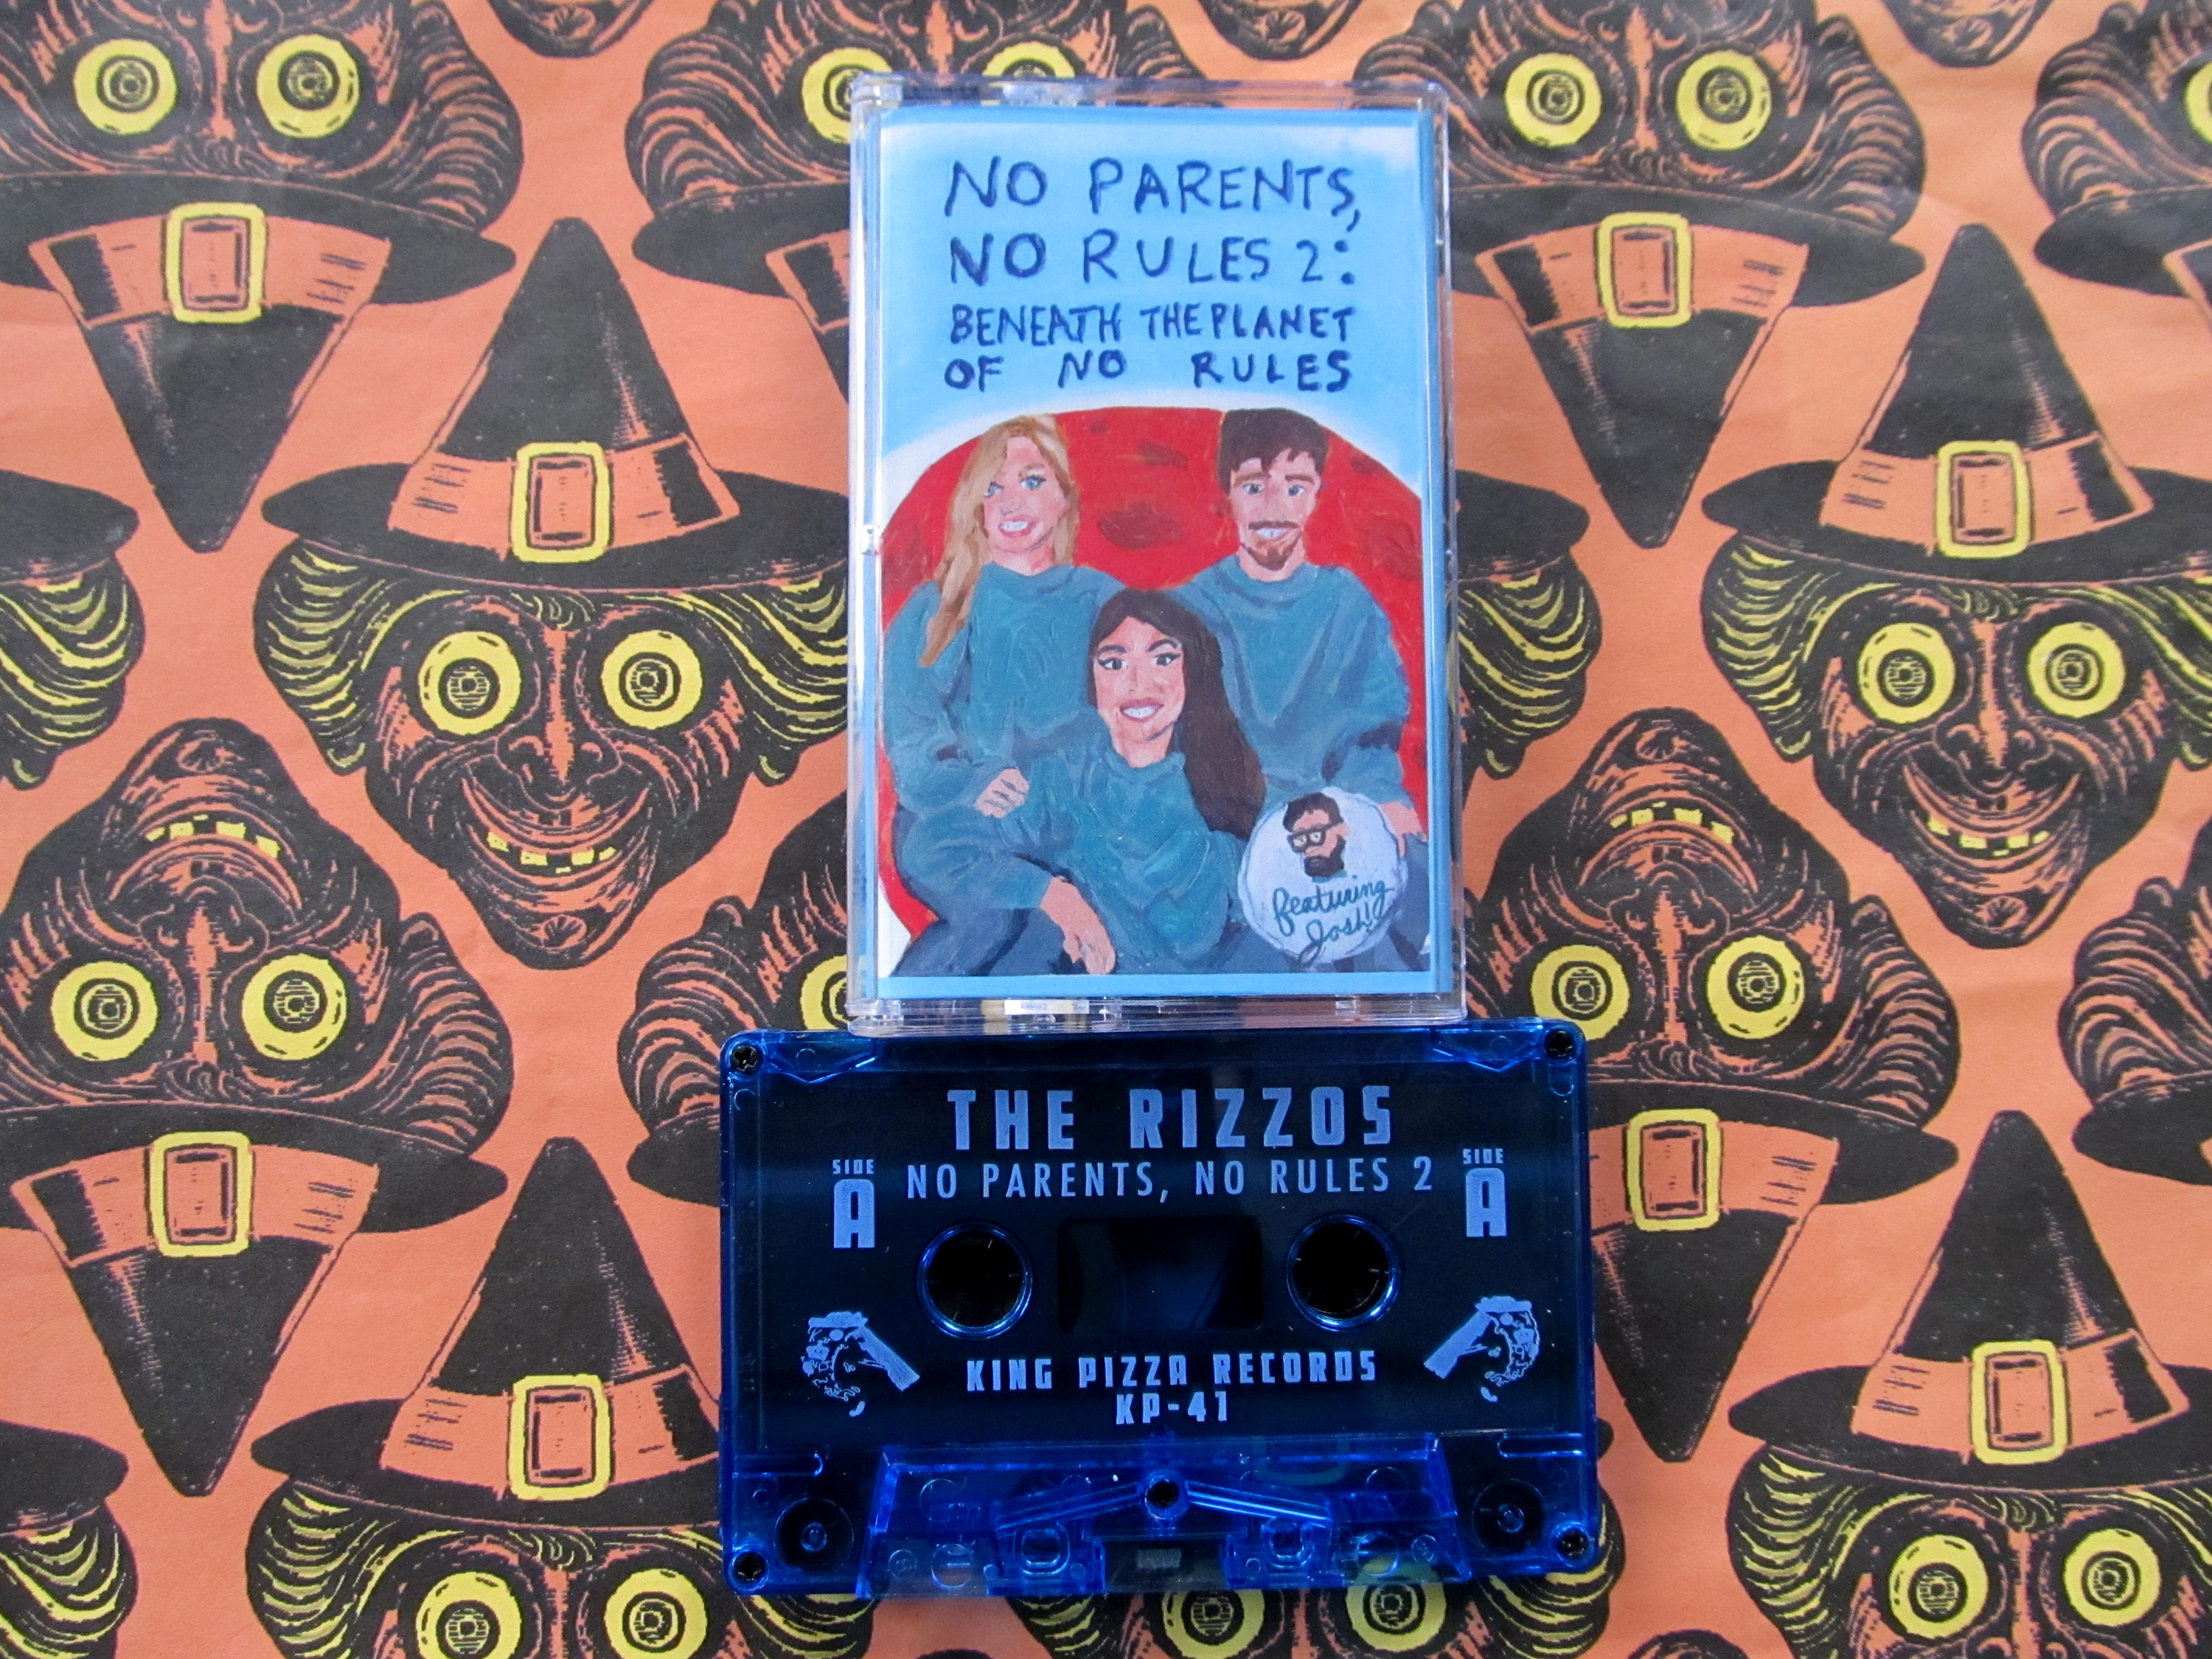 NO PARENTS,
NO RULES 2:
BENEATH THE PLANET
OF NO RULES
featuring
Josh!
THE RIZZOS
SIDE
A
NO PARENTS, NO RULES 2
SIDE
A
KING PIZZA RECORDS
KP-41